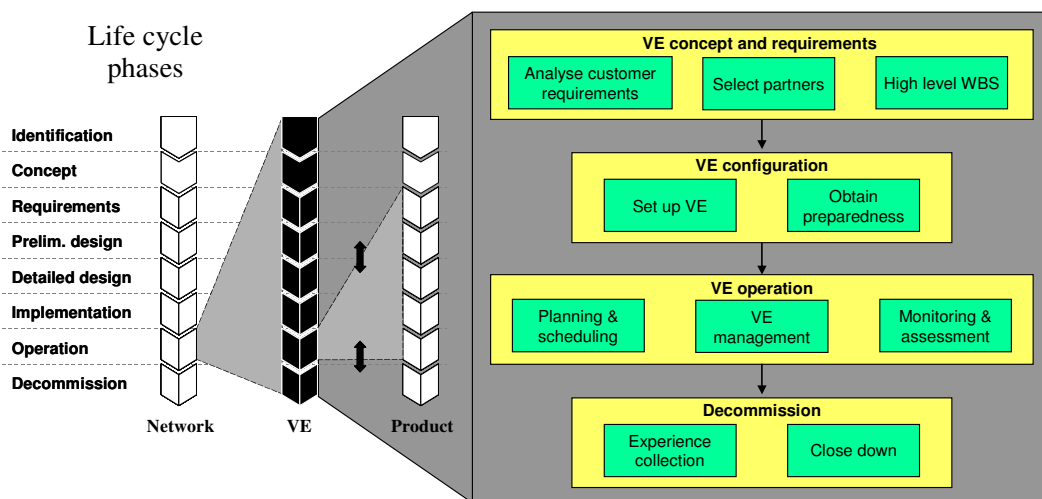 Life cycle
phases
Identification
Concept
Requirements
Prelim. design
Detailed design
Implementation
Operation
Decommission
Network
VE
Product
VE concept and requirements
Analyse customer
requirements
Select partners
High level WBS
VE configuration
Set up VE
Obtain
preparedness
VE operation
Planning &
scheduling
VE
management
Monitoring &
assessment
Decommission
Experience
collection
Close down